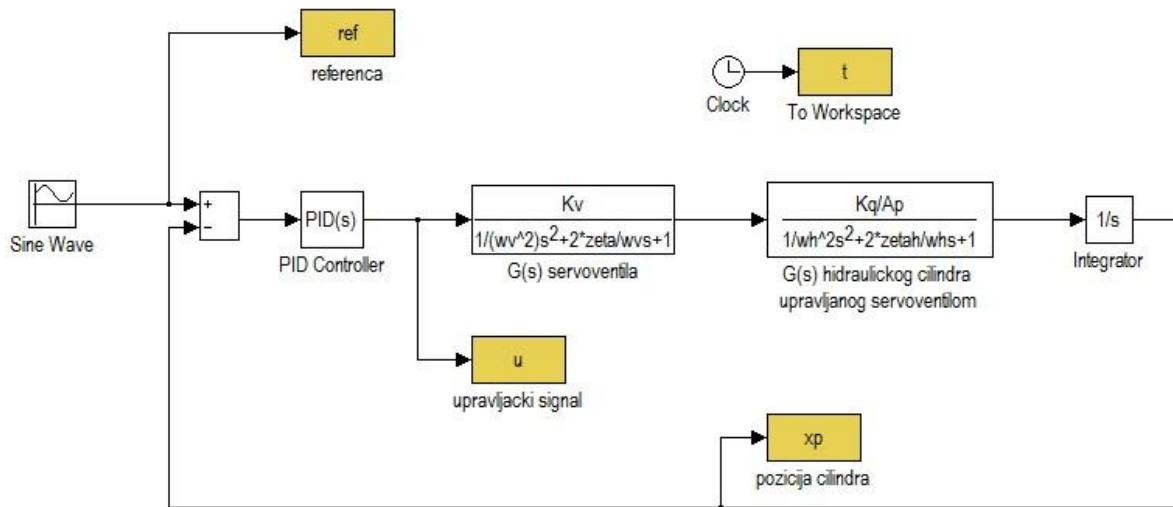 ref
referenca
t
Clock
To Workspace
Sine Wave
+
−
PID(s)
PID Controller
Kv
1/(wv^2)s²+2*zeta/wvs+1
G(s) servoventila
Kq/Ap
1/wh^2s²+2*zetah/whs+1
G(s) hidraulickog cilindra
upravljanog servoventilom
1/s
Integrator
u
upravljacki signal
xp
pozicija cilindra